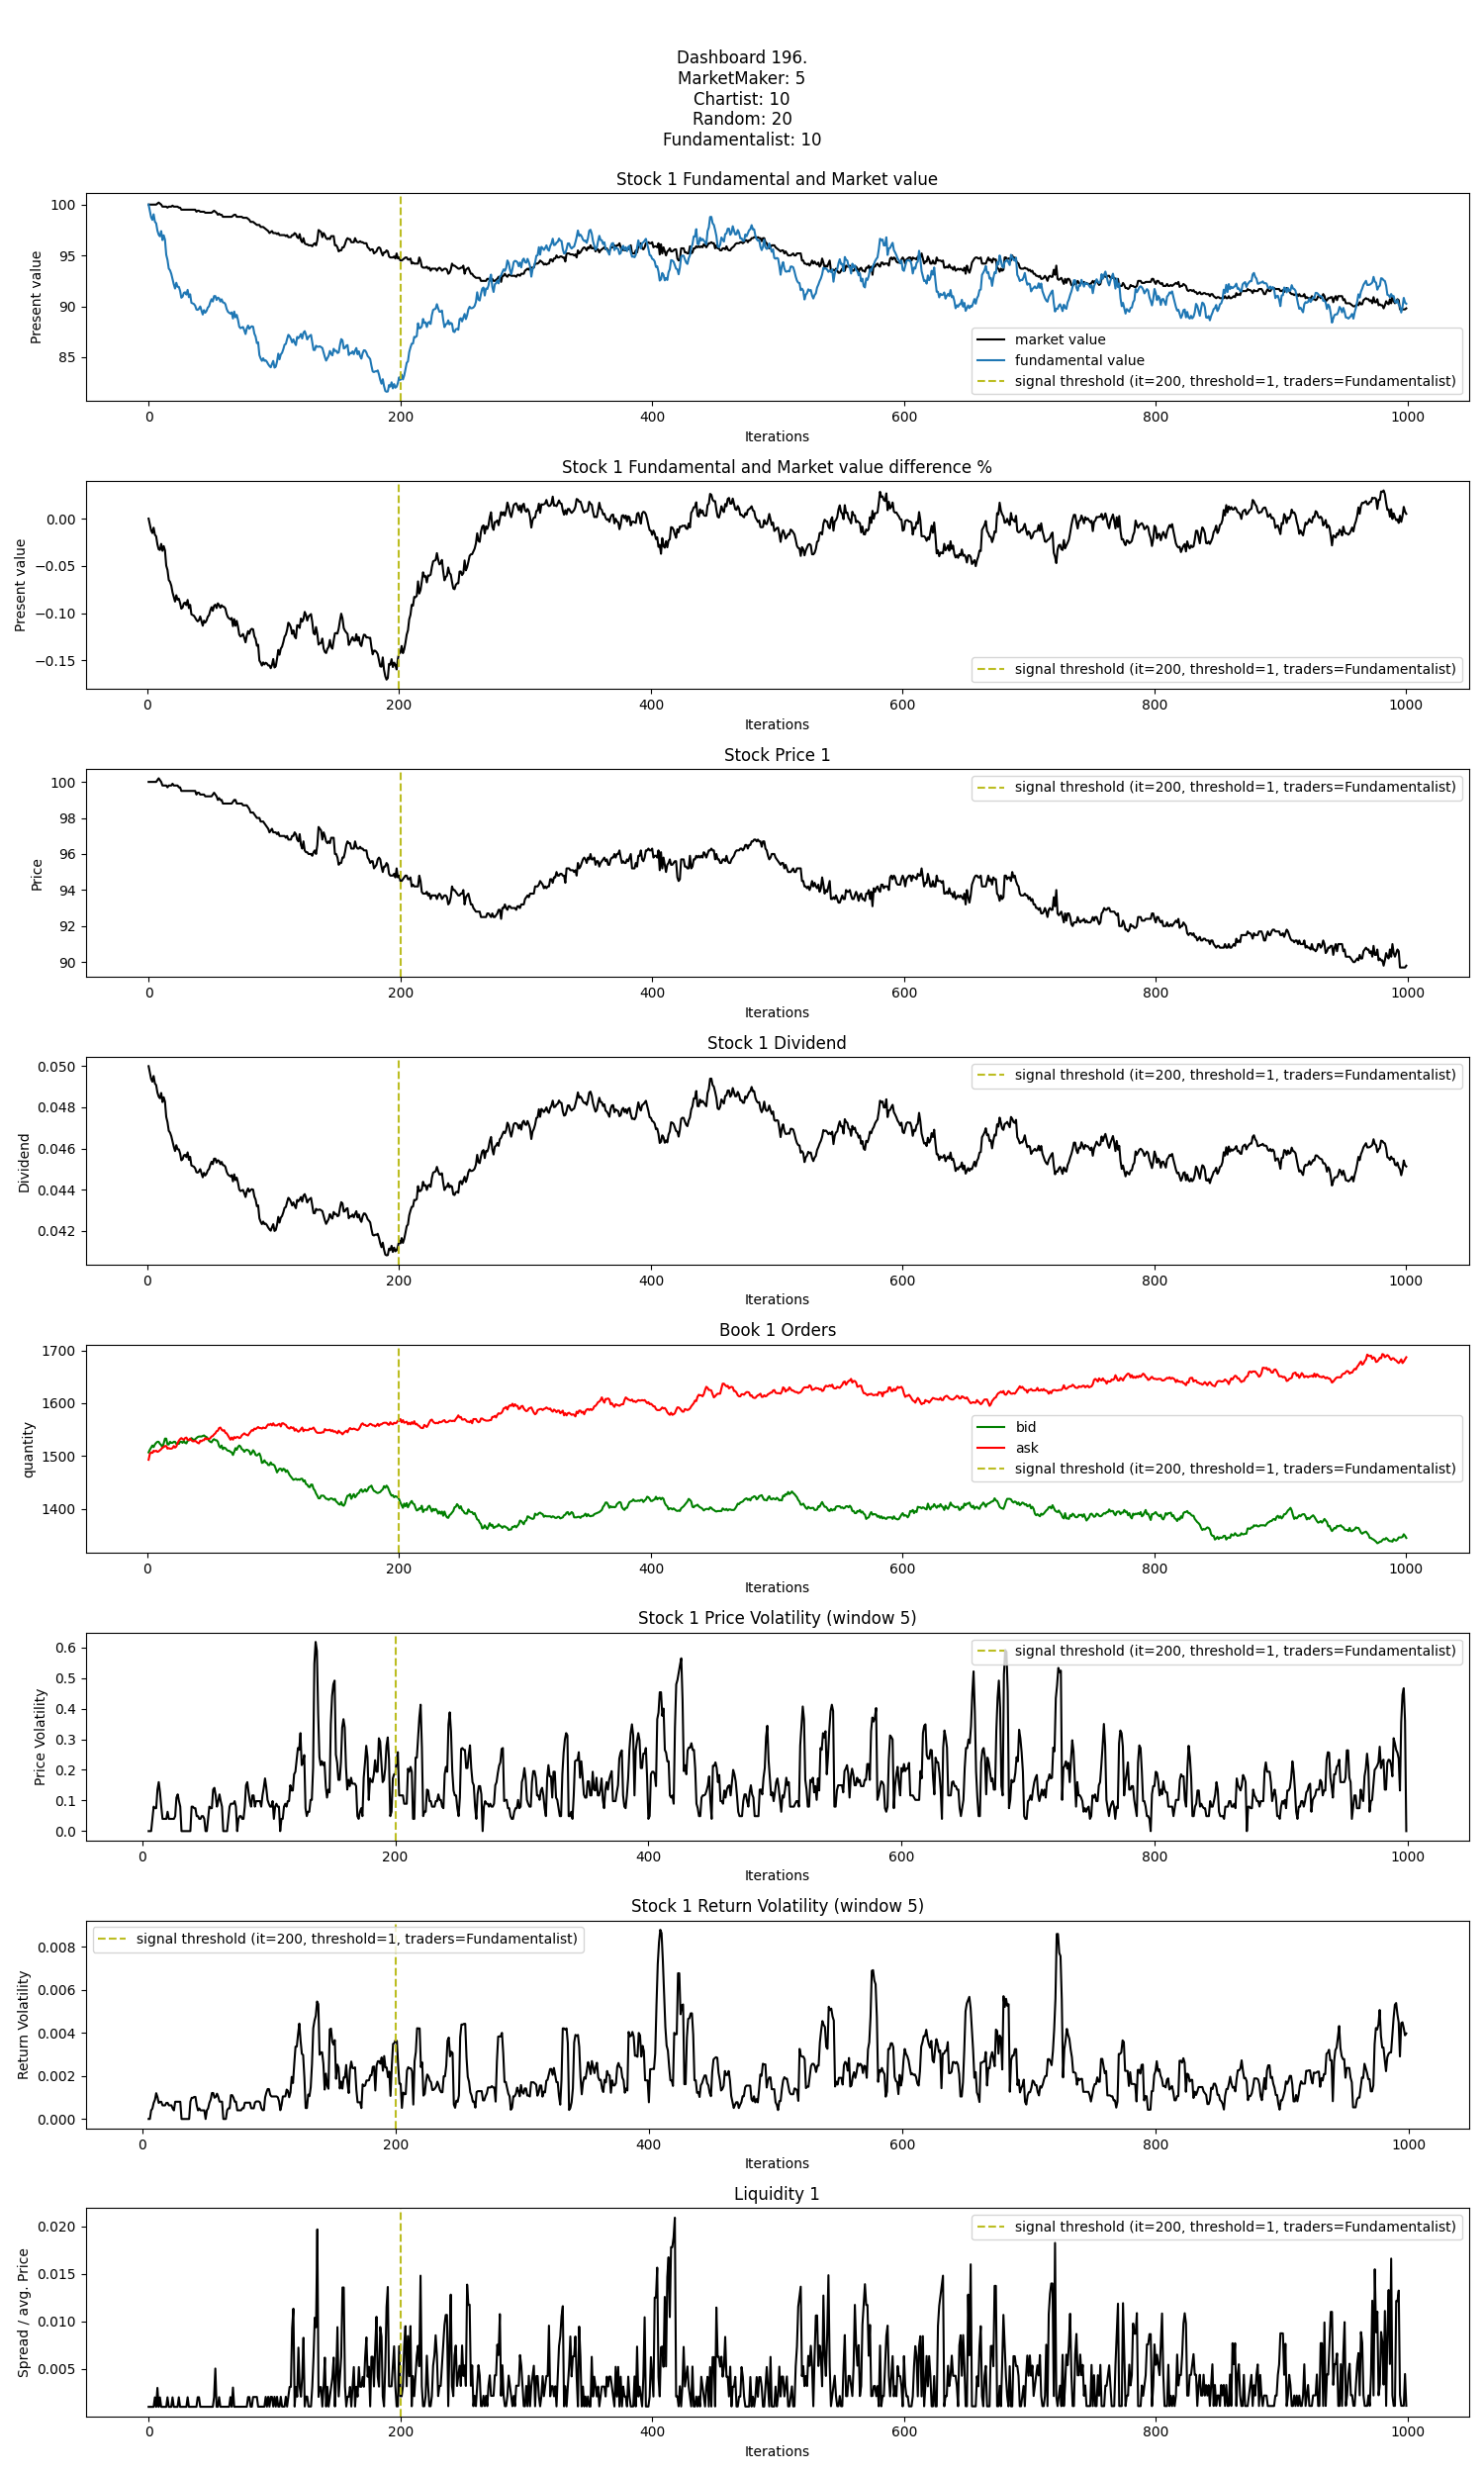 Dashboard 196.
MarketMaker: 5
Chartist: 10
Random: 20
Fundamentalist: 10
Stock 1 Fundamental and Market value
100
95
90
85
Present value
market value
fundamental value
signal threshold (it=200, threshold=1, traders=Fundamentalist)
0 200 400 600 800 1000
Iterations
Stock 1 Fundamental and Market value difference %
0.00
−0.05
−0.10
−0.15
Present value
signal threshold (it=200, threshold=1, traders=Fundamentalist)
0 200 400 600 800 1000
Iterations
Stock Price 1
100
98
96
94
92
90
Price
signal threshold (it=200, threshold=1, traders=Fundamentalist)
0 200 400 600 800 1000
Iterations
Stock 1 Dividend
0.050
0.048
0.046
0.044
0.042
Dividend
signal threshold (it=200, threshold=1, traders=Fundamentalist)
0 200 400 600 800 1000
Iterations
Book 1 Orders
1700
1600
1500
1400
quantity
bid
ask
signal threshold (it=200, threshold=1, traders=Fundamentalist)
0 200 400 600 800 1000
Iterations
Stock 1 Price Volatility (window 5)
0.6
0.5
0.4
0.3
0.2
0.1
0.0
Price Volatility
signal threshold (it=200, threshold=1, traders=Fundamentalist)
0 200 400 600 800 1000
Iterations
Stock 1 Return Volatility (window 5)
0.008
0.006
0.004
0.002
0.000
Return Volatility
signal threshold (it=200, threshold=1, traders=Fundamentalist)
0 200 400 600 800 1000
Iterations
Liquidity 1
0.020
0.015
0.010
0.005
Spread / avg. Price
signal threshold (it=200, threshold=1, traders=Fundamentalist)
0 200 400 600 800 1000
Iterations